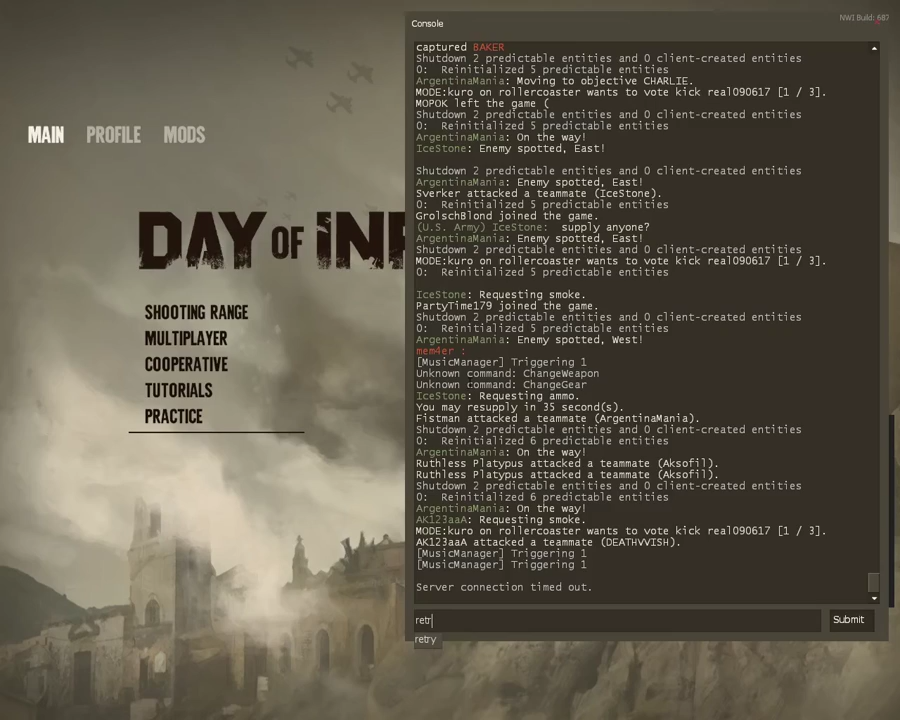 NWI Build: 687
Console
MAIN PROFILE MODS
DAY OF INF
SHOOTING RANGE
MULTIPLAYER
COOPERATIVE
TUTORIALS
PRACTICE
captured BAKER
Shutdown 2 predictable entities and 0 client-created entities
0:  Reinitialized 5 predictable entities
ArgentinaMania: Moving to objective CHARLIE.
MODE:kuro on rollercoaster wants to vote kick real090617 [1 / 3].
MOPOK left the game (
Shutdown 2 predictable entities and 0 client-created entities
0:  Reinitialized 5 predictable entities
ArgentinaMania: On the way!
IceStone: Enemy spotted, East!
Shutdown 2 predictable entities and 0 client-created entities
ArgentinaMania: Enemy spotted, East!
Sverker attacked a teammate (IceStone).
0:  Reinitialized 5 predictable entities
GrolschBlond joined the game.
(U.S. Army) IceStone:  supply anyone?
ArgentinaMania: Enemy spotted, East!
Shutdown 2 predictable entities and 0 client-created entities
MODE:kuro on rollercoaster wants to vote kick real090617 [1 / 3].
0:  Reinitialized 5 predictable entities
IceStone: Requesting smoke.
PartyTime179 joined the game.
Shutdown 2 predictable entities and 0 client-created entities
0:  Reinitialized 5 predictable entities
ArgentinaMania: Enemy spotted, West!
mem4er :
[MusicManager] Triggering 1
Unknown command: ChangeWeapon
Unknown command: ChangeGear
IceStone: Requesting ammo.
You may resupply in 35 second(s).
Fistman attacked a teammate (ArgentinaMania).
Shutdown 2 predictable entities and 0 client-created entities
0:  Reinitialized 6 predictable entities
ArgentinaMania: On the way!
Ruthless Platypus attacked a teammate (Aksofil).
Ruthless Platypus attacked a teammate (Aksofil).
Shutdown 2 predictable entities and 0 client-created entities
0:  Reinitialized 6 predictable entities
ArgentinaMania: On the way!
AK123aaA: Requesting smoke.
MODE:kuro on rollercoaster wants to vote kick real090617 [1 / 3].
AK123aaA attacked a teammate (DEATHVVISH).
[MusicManager] Triggering 1
[MusicManager] Triggering 1
Server connection timed out.
retr
Submit
retry